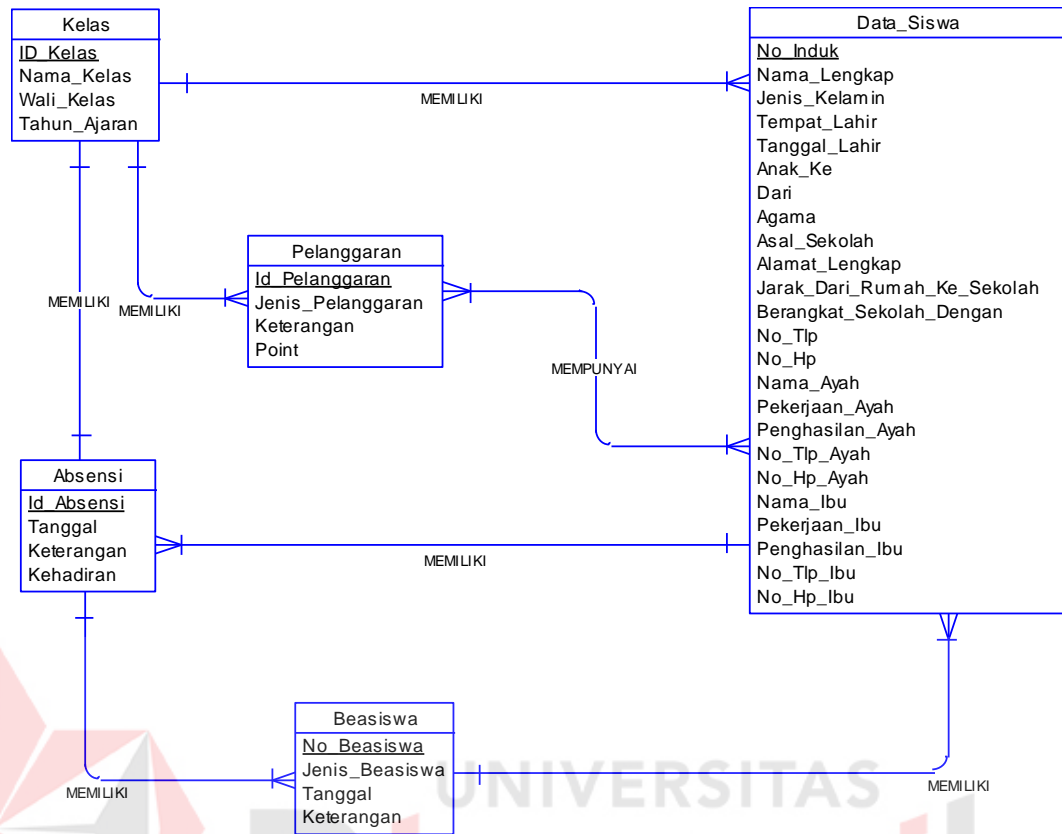 Kelas
ID_Kelas
Nama_Kelas
Wali_Kelas
Tahun_Ajaran
Data_Siswa
No_Induk
Nama_Lengkap
Jenis_Kelamin
Tempat_Lahir
Tanggal_Lahir
Anak_Ke
Dari
Agama
Asal_Sekolah
Alamat_Lengkap
Jarak_Dari_Rumah_Ke_Sekolah
Berangkat_Sekolah_Dengan
No_Tlp
No_Hp
Nama_Ayah
Pekerjaan_Ayah
Penghasilan_Ayah
No_Tlp_Ayah
No_Hp_Ayah
Nama_Ibu
Pekerjaan_Ibu
Penghasilan_Ibu
No_Tlp_Ibu
No_Hp_Ibu
MEMILIKI
Pelanggaran
Id_Pelanggaran
Jenis_Pelanggaran
Keterangan
Point
MEMILIKI
MEMILIKI
MEMPUNYAI
Absensi
Id_Absensi
Tanggal
Keterangan
Kehadiran
MEMILIKI
Beasiswa
No_Beasiswa
Jenis_Beasiswa
Tanggal
Keterangan
MEMILIKI
MEMILIKI
UNIVERSITAS